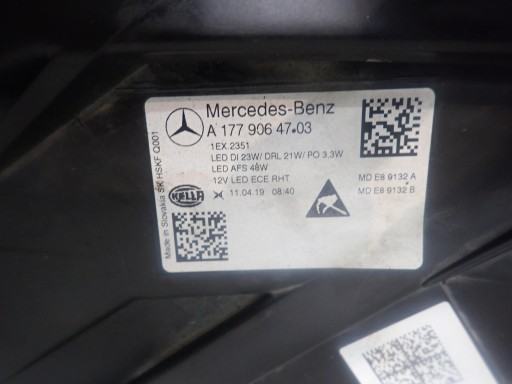 Mercedes-Benz
A 177 906 47-03
1EX.2351
LED DI 23W/ DRL 21W/ PO 3.3W
LED AFS 48W
12V LED ECE RHT
HELLA
11.04.19 08:40
MD E8 9132 A
MD E8 9132 B
Made in Slovakia SK HSKF Q001